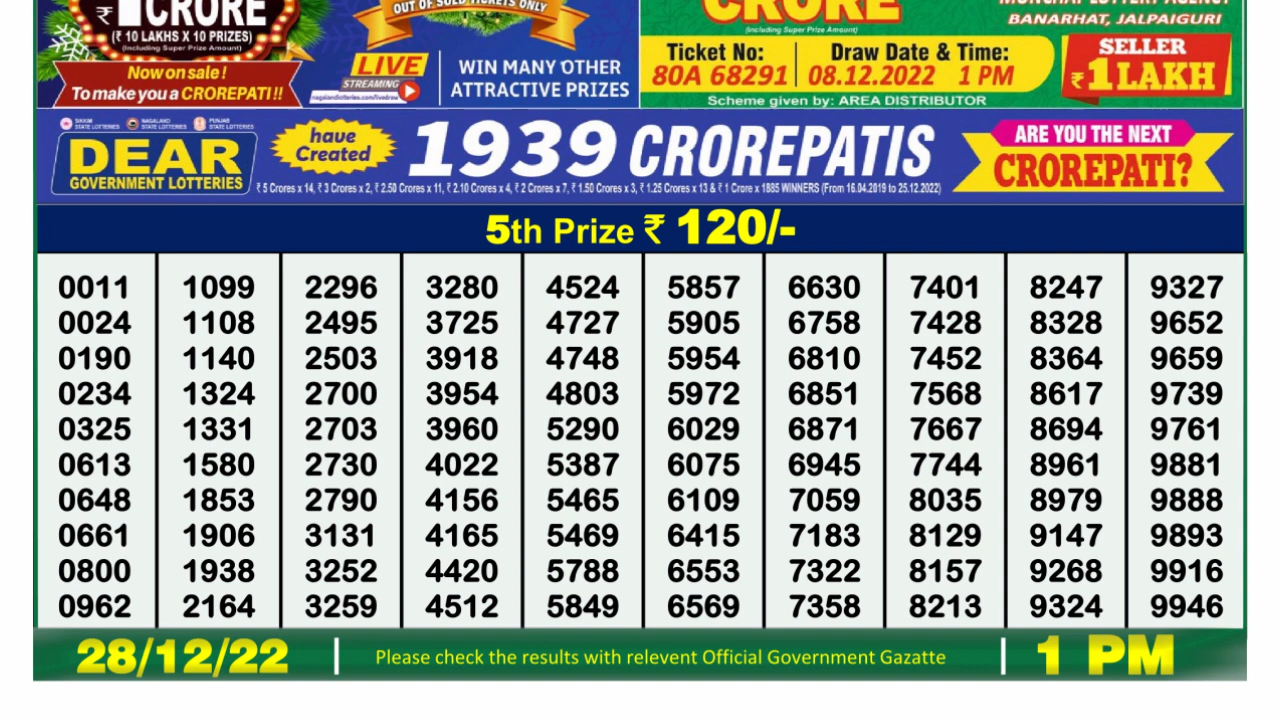 ₹ 1 CRORE
(₹ 10 LAKHS X 10 PRIZES)
(Including Super Prize Amount)
Now on sale!
To make you a CROREPATI!!
OUT OF SOLD TICKETS ONLY
LIVE
STREAMING
nagalandlotteries.com/livedraw
WIN MANY OTHER
ATTRACTIVE PRIZES
CRORE
(Including Super Prize Amount)
Ticket No:
80A 68291
Draw Date & Time:
08.12.2022 1 PM
Scheme given by: AREA DISTRIBUTOR
BANARHAT, JALPAIGURI
SELLER
₹1 LAKH
SIKKIM
STATE LOTTERIES
NAGALAND
STATE LOTTERIES
PUNJAB
STATE LOTTERIES
DEAR
GOVERNMENT LOTTERIES
have
Created
1939 CROREPATIS
₹ 5 Crores x 14, ₹ 3 Crores x 2, ₹ 2.50 Crores x 11, ₹ 2.10 Crores x 4, ₹ 2 Crores x 7, ₹ 1.50 Crores x 3, ₹ 1.25 Crores x 13 & ₹ 1 Crore x 1885 WINNERS (From 16.04.2019 to 25.12.2022)
ARE YOU THE NEXT
CROREPATI?
5th Prize ₹ 120/-
0011 1099 2296 3280 4524 5857 6630 7401 8247 9327
0024 1108 2495 3725 4727 5905 6758 7428 8328 9652
0190 1140 2503 3918 4748 5954 6810 7452 8364 9659
0234 1324 2700 3954 4803 5972 6851 7568 8617 9739
0325 1331 2703 3960 5290 6029 6871 7667 8694 9761
0613 1580 2730 4022 5387 6075 6945 7744 8961 9881
0648 1853 2790 4156 5465 6109 7059 8035 8979 9888
0661 1906 3131 4165 5469 6415 7183 8129 9147 9893
0800 1938 3252 4420 5788 6553 7322 8157 9268 9916
0962 2164 3259 4512 5849 6569 7358 8213 9324 9946
28/12/22 | Please check the results with relevent Official Government Gazatte | 1 PM